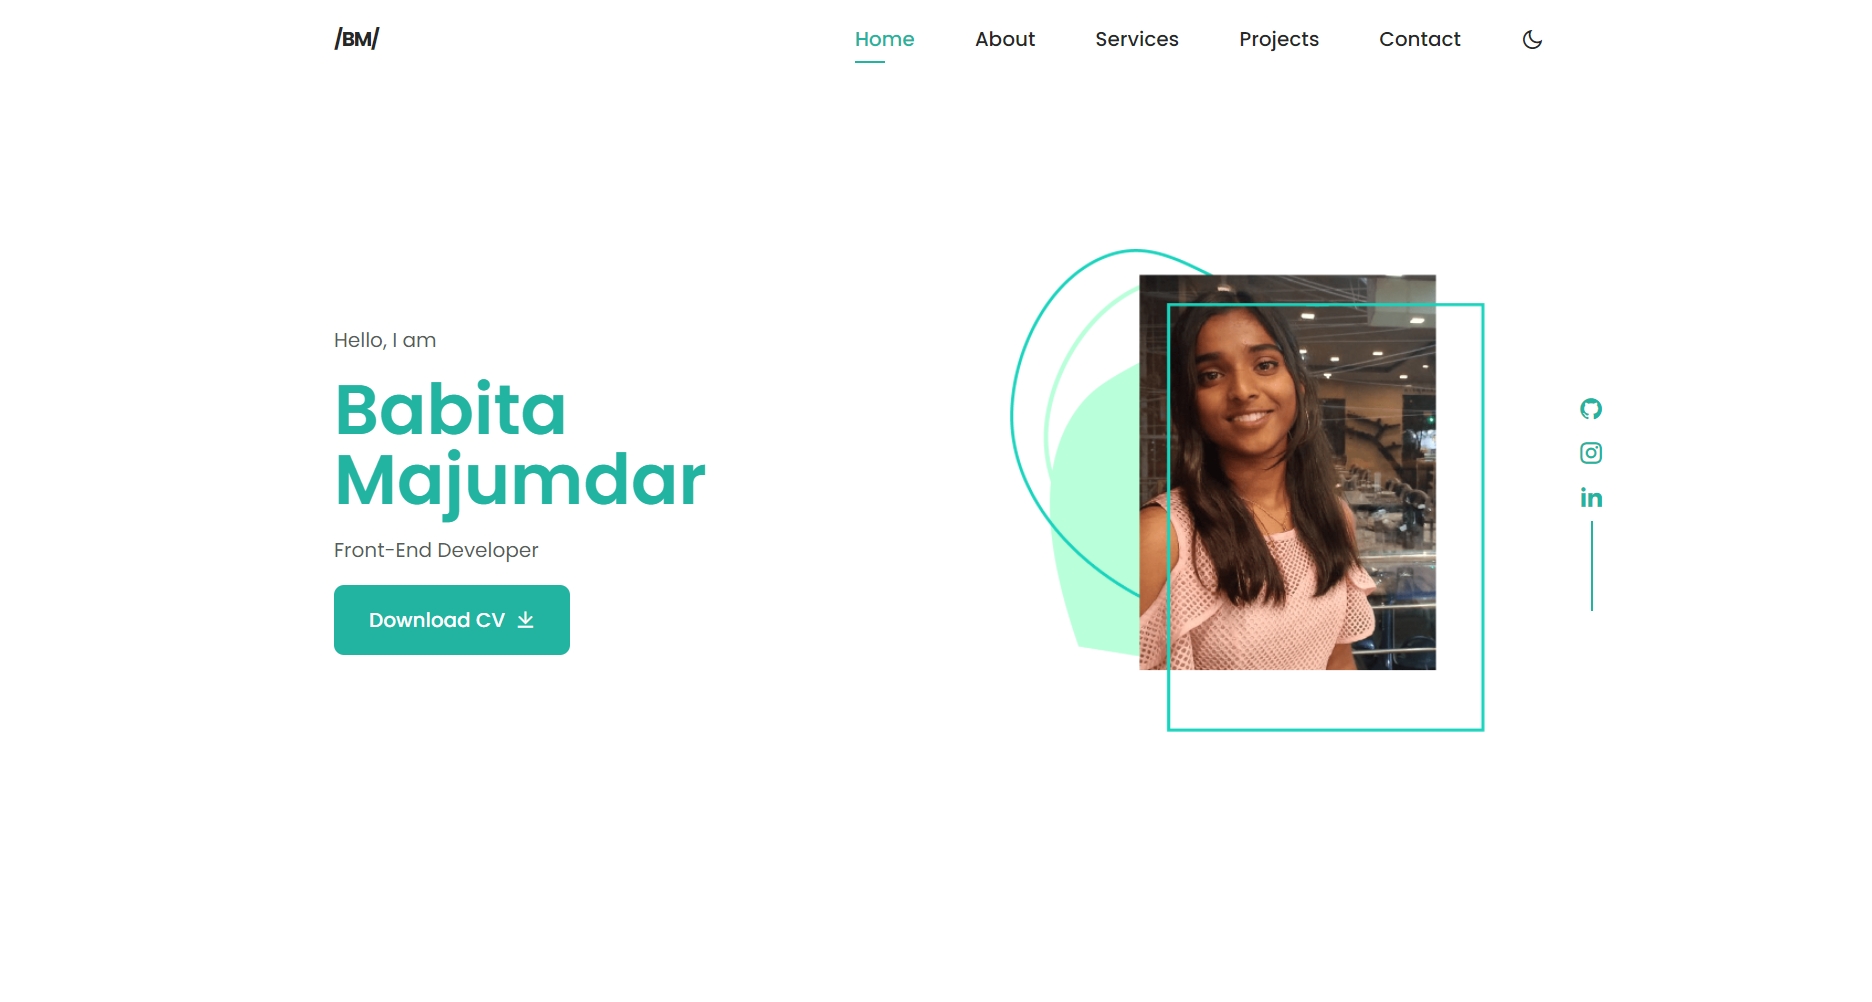 /BM/
Home About Services Projects Contact
Hello, I am
Babita
Majumdar
Front-End Developer
Download CV
in